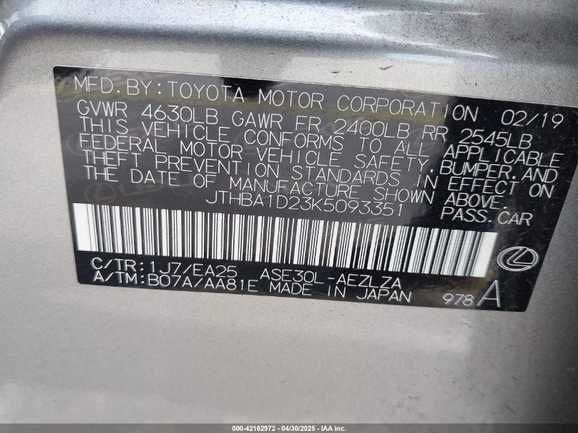 MFD. BY: TOYOTA MOTOR CORPORATION 02/19
GVWR 4630LB GAWR FR 2400LB RR 2545LB
THIS VEHICLE CONFORMS TO ALL APPLICABLE
FEDERAL MOTOR VEHICLE SAFETY, BUMPER, AND
THEFT PREVENTION STANDARDS IN EFFECT ON
THE DATE OF MANUFACTURE SHOWN ABOVE.
JTHBA1D23K5093351 PASS.CAR
C/TR: 1J7/EA25 ASE30L-AEZLZA
A/TM: B07A/AA81E MADE IN JAPAN 978 A
000-42162972 - 04/30/2025 - IAA Inc.